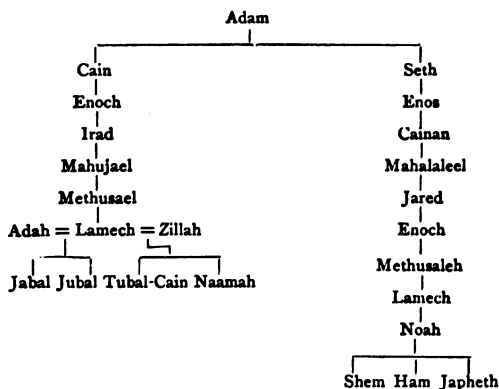 Adam
Cain Seth
Enoch Enos
Irad Cainan
Mahujael Mahalaleel
Methusael Jared
Adah = Lamech = Zillah Enoch
Methusaleh
Jabal Jubal Tubal-Cain Naamah
Lamech
Noah
Shem Ham Japheth